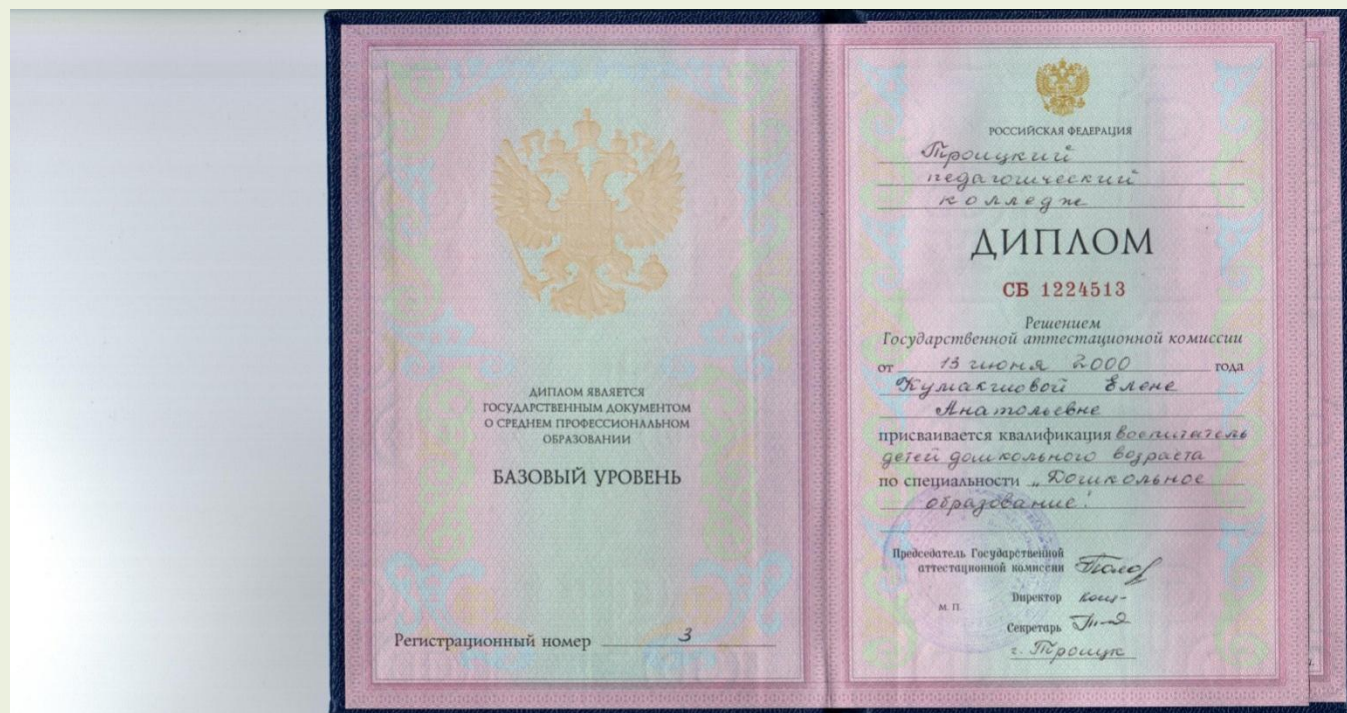 ДИПЛОМ ЯВЛЯЕТСЯ
ГОСУДАРСТВЕННЫМ ДОКУМЕНТОМ
О СРЕДНЕМ ПРОФЕССИОНАЛЬНОМ
ОБРАЗОВАНИИ
БАЗОВЫЙ УРОВЕНЬ
Регистрационный номер 3
РОССИЙСКАЯ ФЕДЕРАЦИЯ
Троицкий
педагогический
колледж
ДИПЛОМ
СБ 1224513
Решением
Государственной аттестационной комиссии
от 13 июня 2000 года
Елене
Анатольевне
присваивается квалификация воспитатель
детей дошкольного возраста
по специальности „Дошкольное
образование"
Председатель Государственной
аттестационной комиссии
М. П.
Директор
Секретарь
г. Троицк